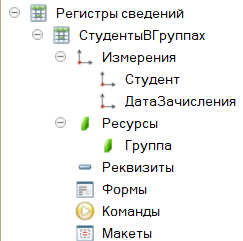 Регистры сведений
СтудентыВГруппах
Измерения
Студент
ДатаЗачисления
Ресурсы
Группа
Реквизиты
Формы
Команды
Макеты